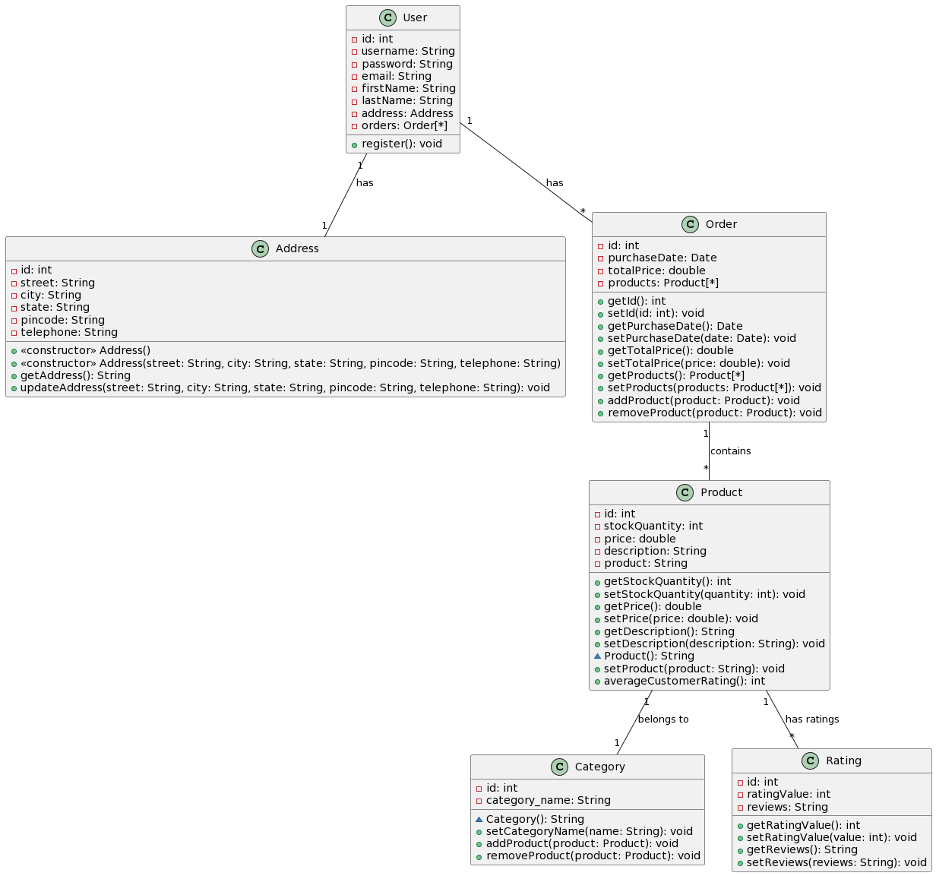 C User
id: int
username: String
password: String
email: String
firstName: String
lastName: String
address: Address
orders: Order[*]
register(): void
1
has
1
1
has
*
C Address
id: int
street: String
city: String
state: String
pincode: String
telephone: String
«constructor» Address()
«constructor» Address(street: String, city: String, state: String, pincode: String, telephone: String)
getAddress(): String
updateAddress(street: String, city: String, state: String, pincode: String, telephone: String): void
C Order
id: int
purchaseDate: Date
totalPrice: double
products: Product[*]
getId(): int
setId(id: int): void
getPurchaseDate(): Date
setPurchaseDate(date: Date): void
getTotalPrice(): double
setTotalPrice(price: double): void
getProducts(): Product[*]
setProducts(products: Product[*]): void
addProduct(product: Product): void
removeProduct(product: Product): void
1
contains
*
C Product
id: int
stockQuantity: int
price: double
description: String
product: String
getStockQuantity(): int
setStockQuantity(quantity: int): void
getPrice(): double
setPrice(price: double): void
getDescription(): String
setDescription(description: String): void
Product(): String
setProduct(product: String): void
averageCustomerRating(): int
1
belongs to
1
1
has ratings
*
C Category
id: int
category_name: String
Category(): String
setCategoryName(name: String): void
addProduct(product: Product): void
removeProduct(product: Product): void
C Rating
id: int
ratingValue: int
reviews: String
getRatingValue(): int
setRatingValue(value: int): void
getReviews(): String
setReviews(reviews: String): void